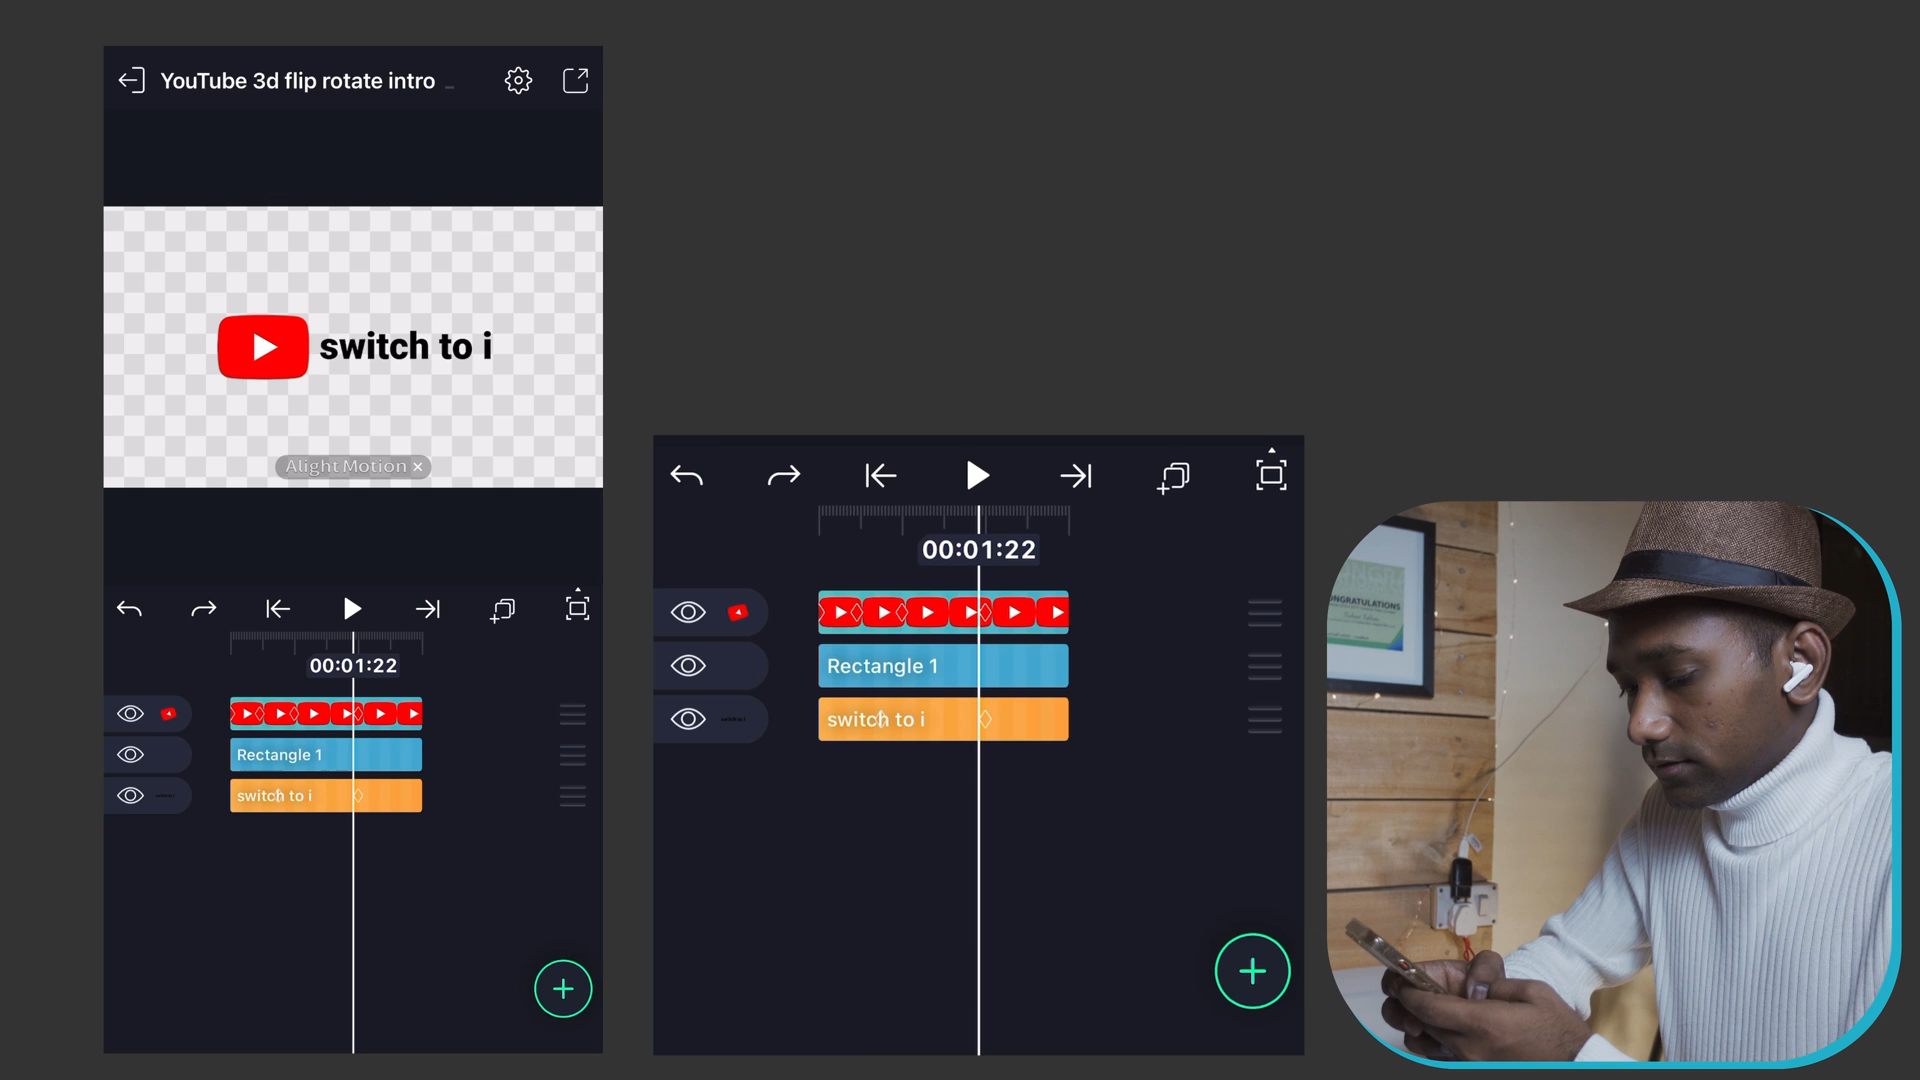 YouTube 3d flip rotate intro
switch to i
Alight Motion ×
00:01:22
Rectangle 1
switch to i
00:01:22
Rectangle 1
switch to i
ONGRATULATIONS